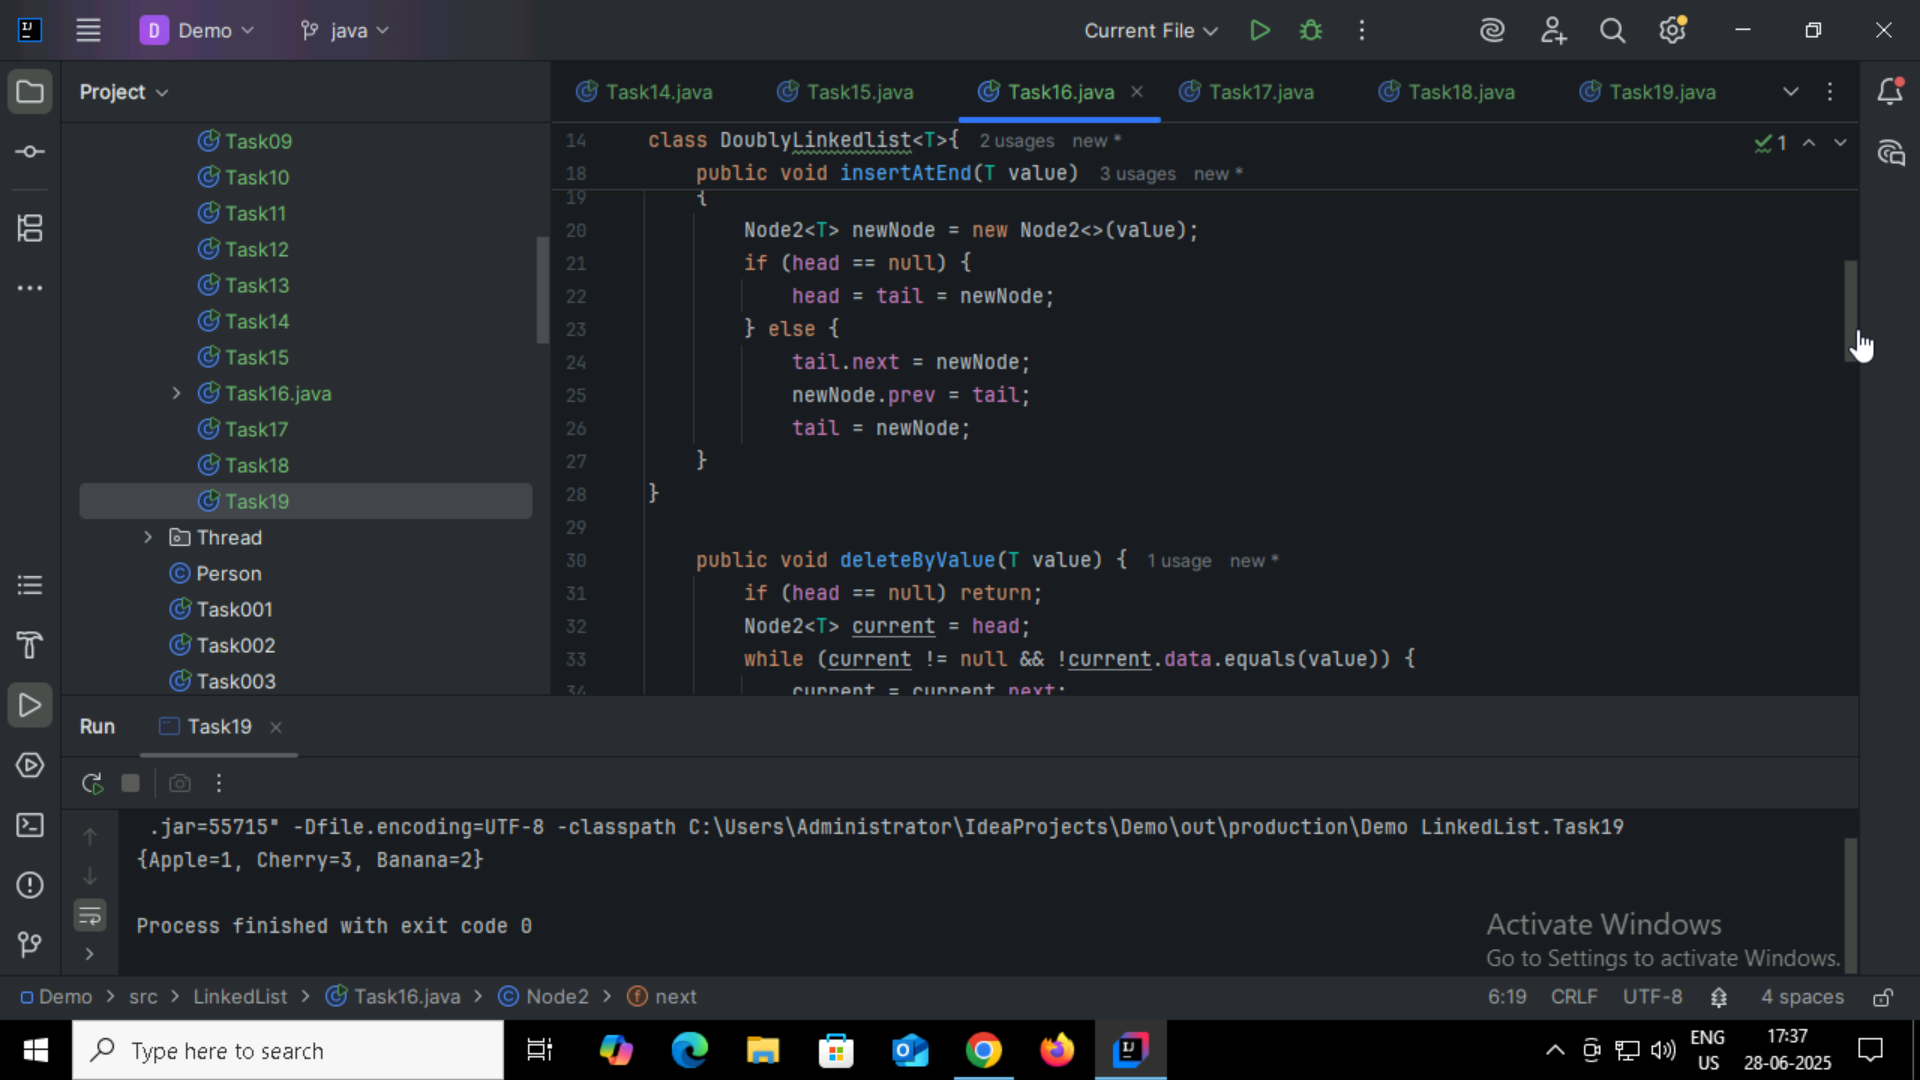 IJ
D Demo
java
Current File
Project
Task14.java
Task15.java
Task16.java
Task17.java
Task18.java
Task19.java
Task09
Task10
Task11
Task12
Task13
Task14
Task15
Task16.java
Task17
Task18
Task19
Thread
Person
Task001
Task002
Task003
14 class DoublyLinkedlist<T>{ 2 usages new *
1
18 public void insertAtEnd(T value) 3 usages new *
19 {
20 Node2<T> newNode = new Node2<>(value);
21 if (head == null) {
22 head = tail = newNode;
23 } else {
24 tail.next = newNode;
25 newNode.prev = tail;
26 tail = newNode;
27 }
28 }
29
30 public void deleteByValue(T value) { 1 usage new *
31 if (head == null) return;
32 Node2<T> current = head;
33 while (current != null && !current.data.equals(value)) {
34 current = current.next;
Run
Task19
.jar=55715" -Dfile.encoding=UTF-8 -classpath C:\Users\Administrator\IdeaProjects\Demo\out\production\Demo LinkedList.Task19
{Apple=1, Cherry=3, Banana=2}
Process finished with exit code 0
Activate Windows
Go to Settings to activate Windows.
Demo > src > LinkedList > Task16.java > Node2 > next
6:19 CRLF UTF-8 4 spaces
Type here to search
ENG
US
17:37
28-06-2025